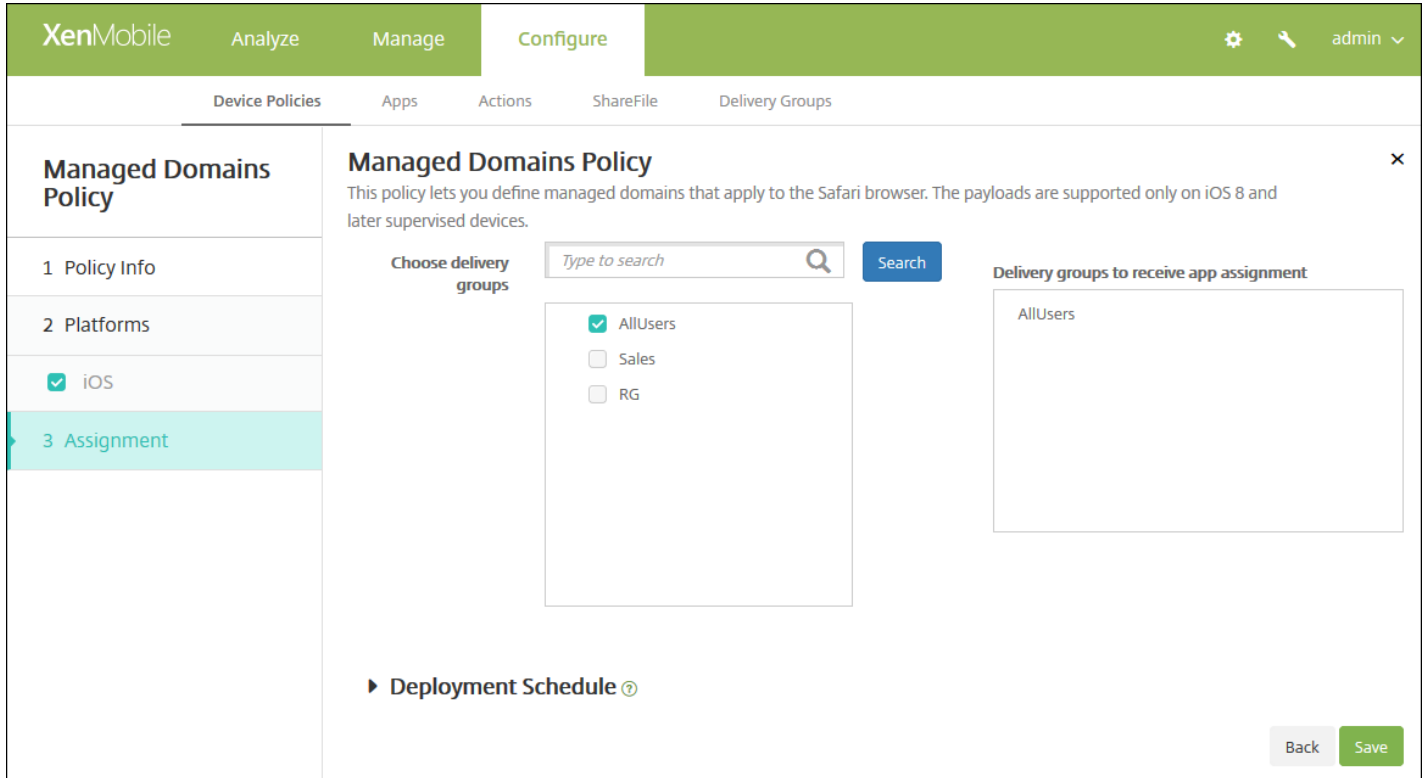 XenMobile Analyze Manage Configure admin
Device Policies Apps Actions ShareFile Delivery Groups
Managed Domains
Policy
1 Policy Info
2 Platforms
iOS
3 Assignment
Managed Domains Policy
This policy lets you define managed domains that apply to the Safari browser. The payloads are supported only on iOS 8 and
later supervised devices.
Choose delivery
groups
Type to search
Search
AllUsers
Sales
RG
Delivery groups to receive app assignment
AllUsers
Deployment Schedule ?
Back Save